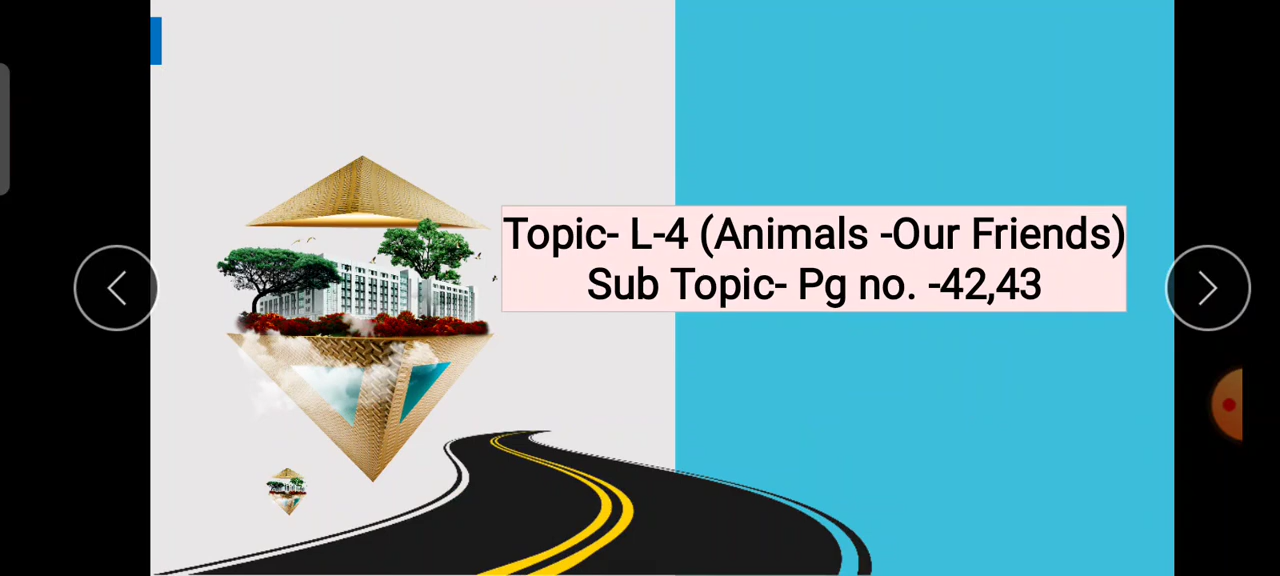 Topic- L-4 (Animals -Our Friends)
Sub Topic- Pg no. -42,43